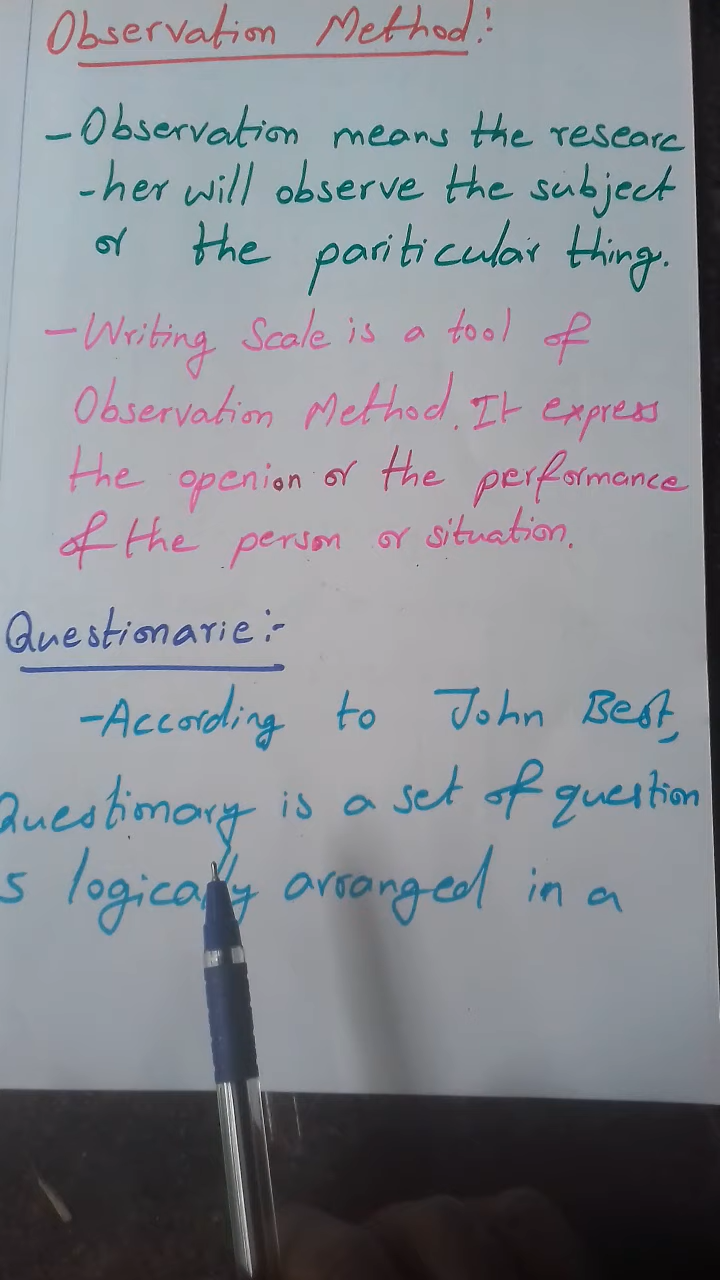 Observation Method:
- Observation means the researc
-her will observe the subject
or the pariticular thing.
- Writing Scale is a tool of
Observation Method. It express
the openion or the performance
of the person or situation.
Questionarie:-
- According to John Best,
Questionary is a set of question
s logically arranged in a